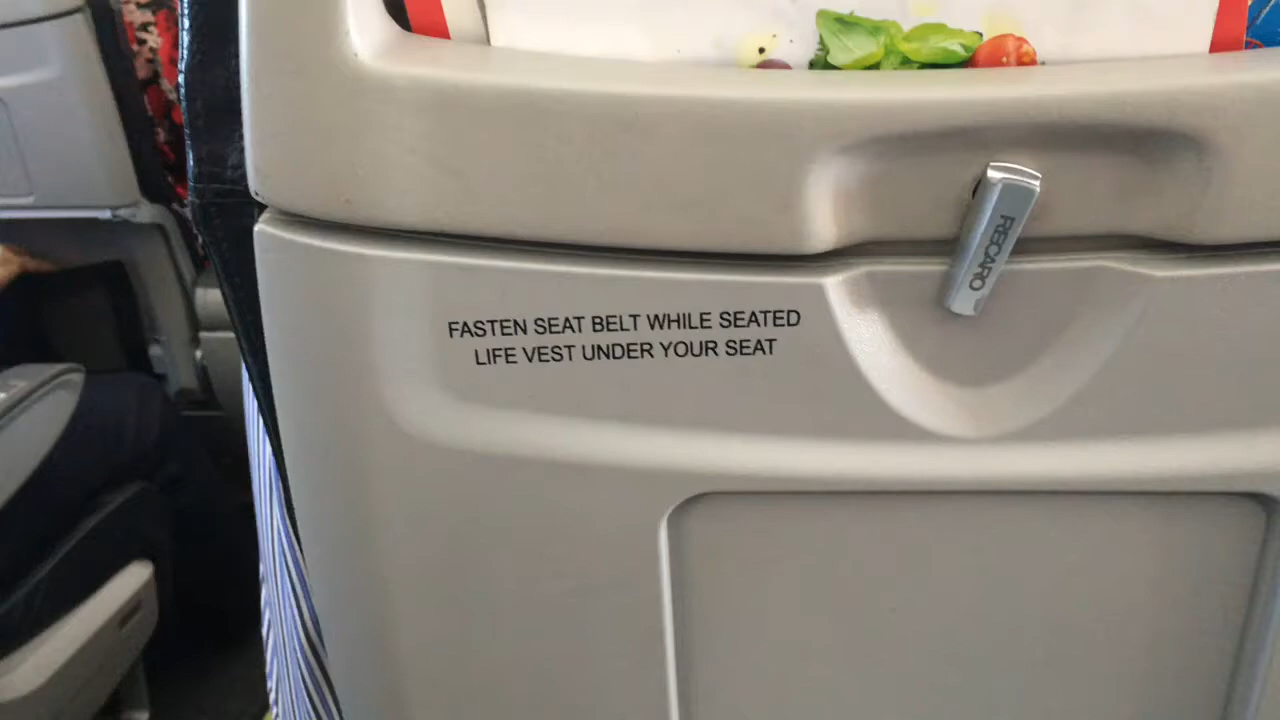 RECARO
FASTEN SEAT BELT WHILE SEATED
LIFE VEST UNDER YOUR SEAT